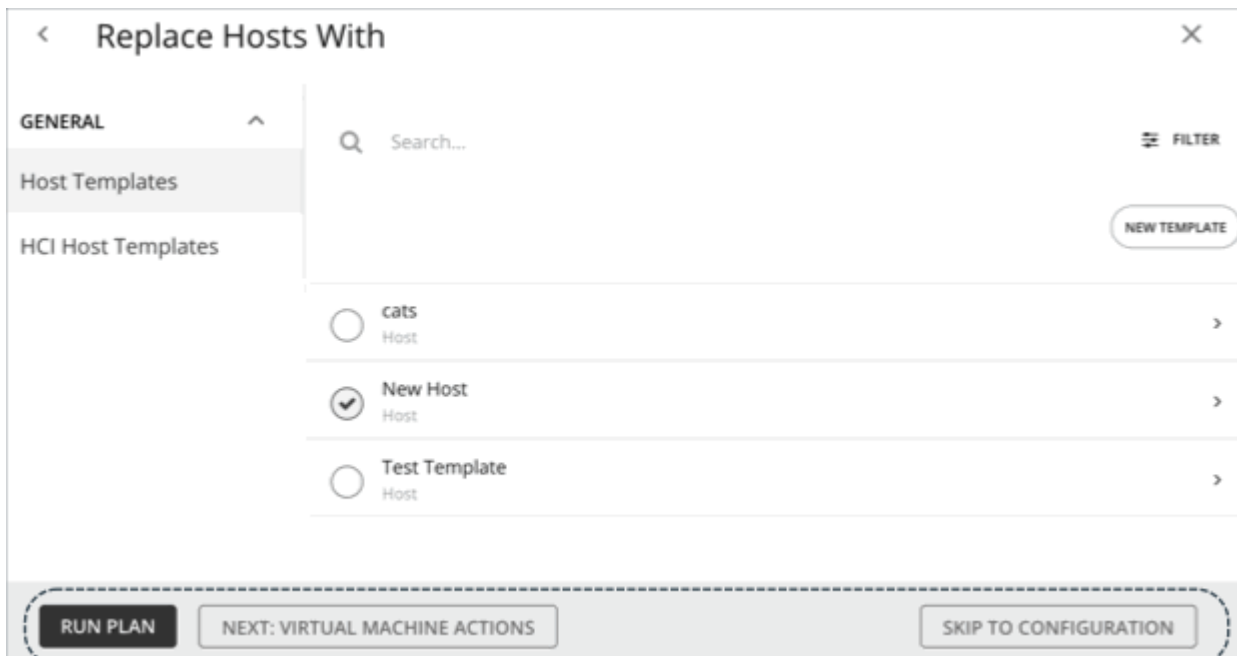 Replace Hosts With
GENERAL
Host Templates
HCI Host Templates
Search...
FILTER
NEW TEMPLATE
cats
Host
New Host
Host
Test Template
Host
RUN PLAN
NEXT: VIRTUAL MACHINE ACTIONS
SKIP TO CONFIGURATION